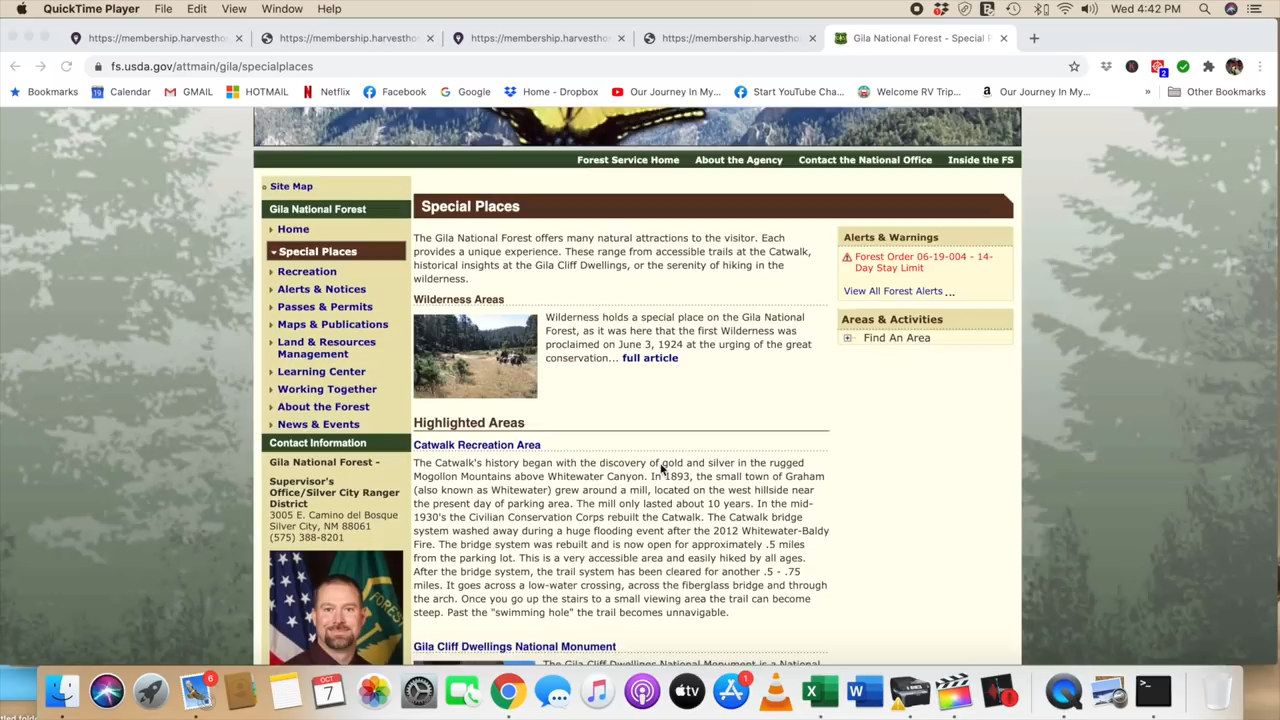 QuickTime Player File Edit View Window Help Wed 4:42 PM
https://membership.harvestho https://membership.harvestho https://membership.harvestho https://membership.harvestho Gila National Forest - Special P
fs.usda.gov/attmain/gila/specialplaces
2
Bookmarks Calendar GMAIL HOTMAIL Netflix Facebook Google Home - Dropbox Our Journey In My... Start YouTube Cha... Welcome RV Trip... Our Journey In My... » Other Bookmarks
Forest Service Home About the Agency Contact the National Office Inside the FS
Site Map
Gila National Forest
Home
Special Places
Recreation
Alerts & Notices
Passes & Permits
Maps & Publications
Land & Resources
Management
Learning Center
Working Together
About the Forest
News & Events
Contact Information
Gila National Forest -
Supervisor's
Office/Silver City Ranger
District
3005 E. Camino del Bosque
Silver City, NM 88061
(575) 388-8201
Special Places
The Gila National Forest offers many natural attractions to the visitor. Each
provides a unique experience. These range from accessible trails at the Catwalk,
historical insights at the Gila Cliff Dwellings, or the serenity of hiking in the
wilderness.
Wilderness Areas
Wilderness holds a special place on the Gila National
Forest, as it was here that the first Wilderness was
proclaimed on June 3, 1924 at the urging of the great
conservation... full article
Highlighted Areas
Catwalk Recreation Area
The Catwalk's history began with the discovery of gold and silver in the rugged
Mogollon Mountains above Whitewater Canyon. In 1893, the small town of Graham
(also known as Whitewater) grew around a mill, located on the west hillside near
the present day of parking area. The mill only lasted about 10 years. In the mid-
1930's the Civilian Conservation Corps rebuilt the Catwalk. The Catwalk bridge
system washed away during a huge flooding event after the 2012 Whitewater-Baldy
Fire. The bridge system was rebuilt and is now open for approximately .5 miles
from the parking lot. This is a very accessible area and easily hiked by all ages.
After the bridge system, the trail system has been cleared for another .5 - .75
miles. It goes across a low-water crossing, across the fiberglass bridge and through
the arch. Once you go up the stairs to a small viewing area the trail can become
steep. Past the "swimming hole" the trail becomes unnavigable.
Gila Cliff Dwellings National Monument
The Gila Cliff Dwellings National Monument is a National
Alerts & Warnings
Forest Order 06-19-004 - 14-
Day Stay Limit
View All Forest Alerts ...
Areas & Activities
Find An Area
6
OCT
7
1
tv